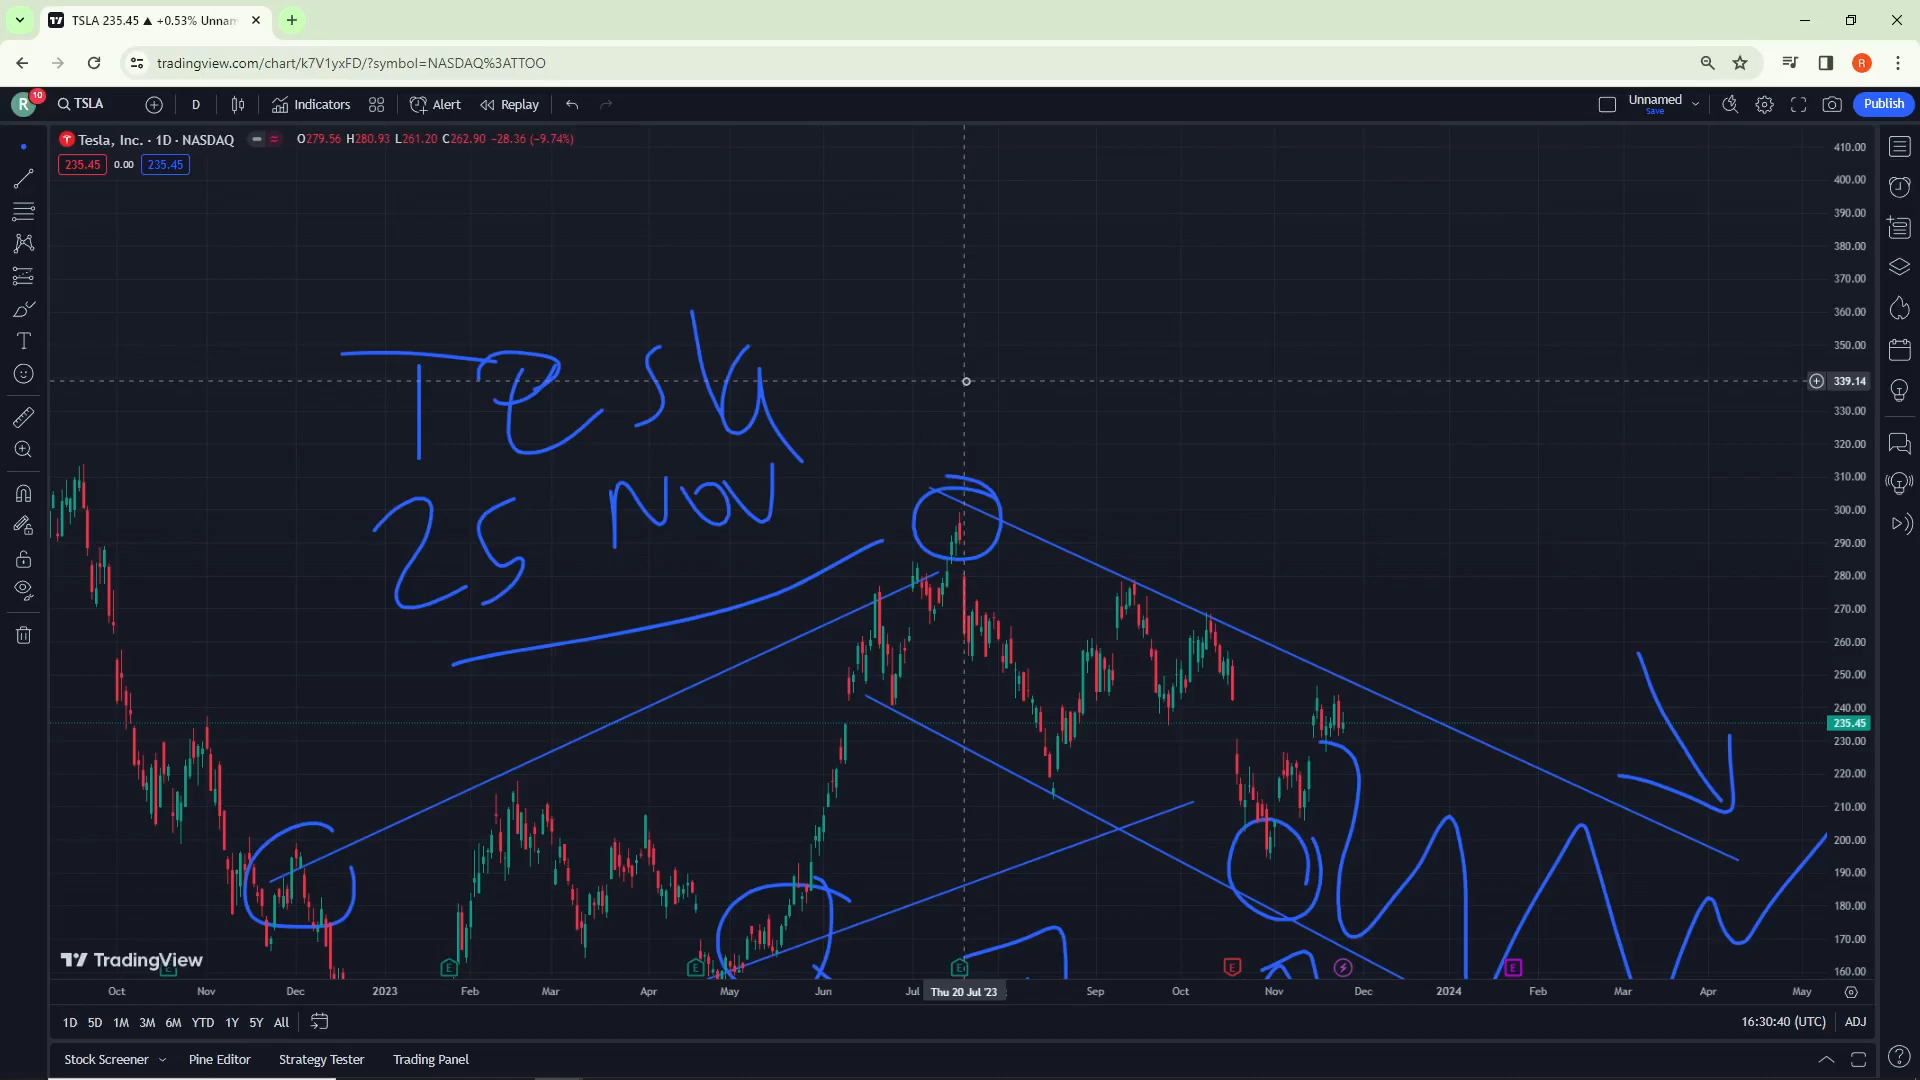 TSLA 235.45 ▲ +0.53% Unnam
tradingview.com/chart/k7V1yxFD/?symbol=NASDAQ%3ATTOO
R
R 10 TSLA D Indicators Alert Replay Unnamed Save Publish
Tesla, Inc. · 1D · NASDAQ O279.56 H280.93 L261.20 C262.90 −28.36 (−9.74%)
235.45 0.00 235.45
410.00
400.00
390.00
380.00
370.00
360.00
350.00
339.14
330.00
320.00
310.00
300.00
290.00
280.00
270.00
260.00
250.00
240.00
235.45
230.00
220.00
210.00
200.00
190.00
180.00
170.00
160.00
Tesla
25 Nov
TradingView
E E E E E E
Oct Nov Dec 2023 Feb Mar Apr May Jun Jul Thu 20 Jul '23 Sep Oct Nov Dec 2024 Feb Mar Apr May
1D 5D 1M 3M 6M YTD 1Y 5Y All 16:30:40 (UTC) ADJ
Stock Screener Pine Editor Strategy Tester Trading Panel